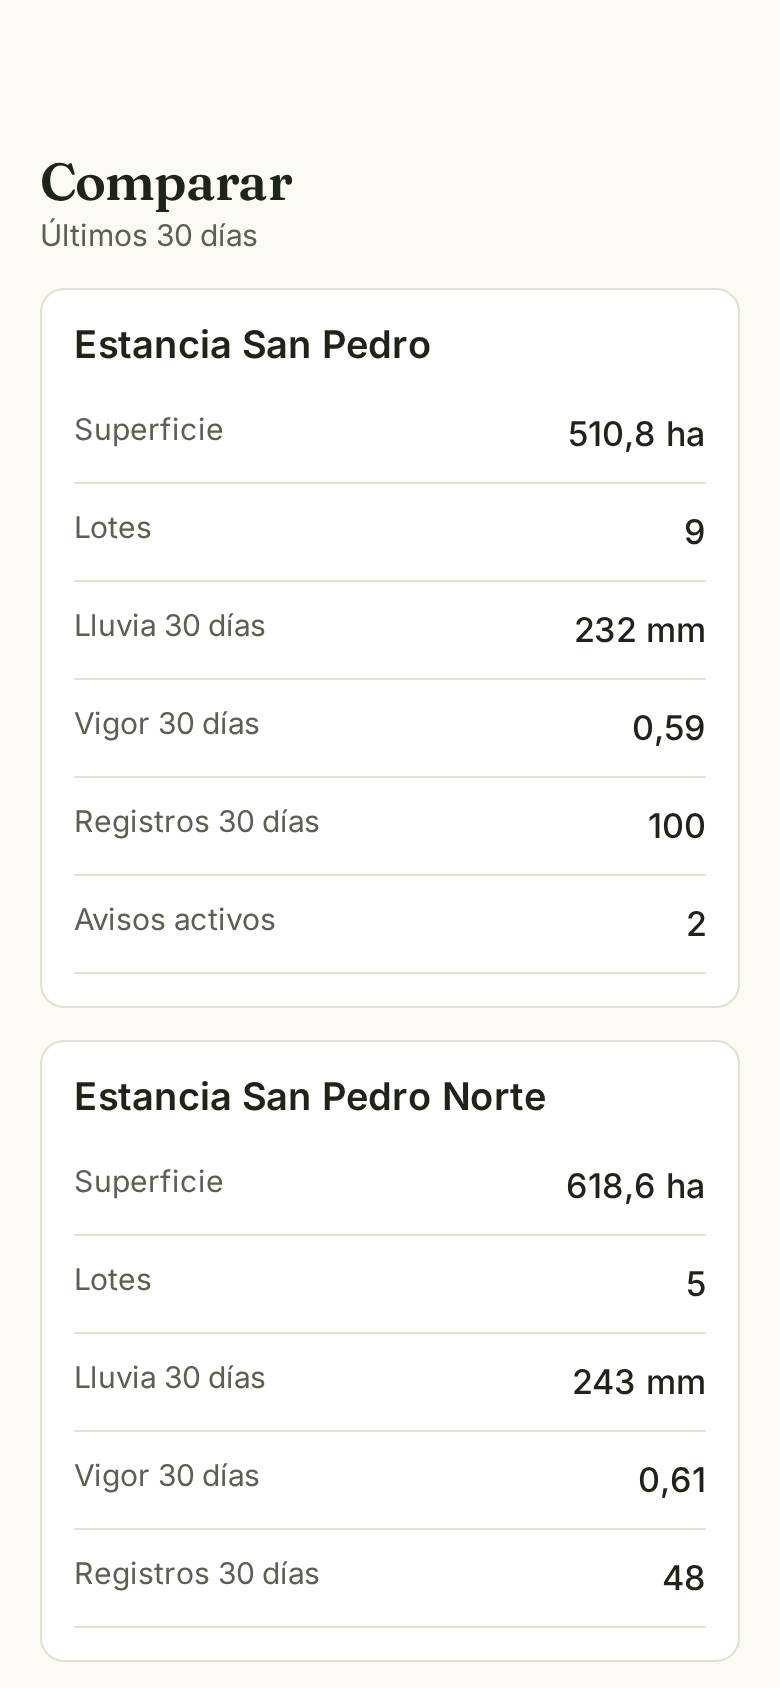 Comparar
Últimos 30 días
Estancia San Pedro
Superficie 510,8 ha
Lotes 9
Lluvia 30 días 232 mm
Vigor 30 días 0,59
Registros 30 días 100
Avisos activos 2
Estancia San Pedro Norte
Superficie 618,6 ha
Lotes 5
Lluvia 30 días 243 mm
Vigor 30 días 0,61
Registros 30 días 48